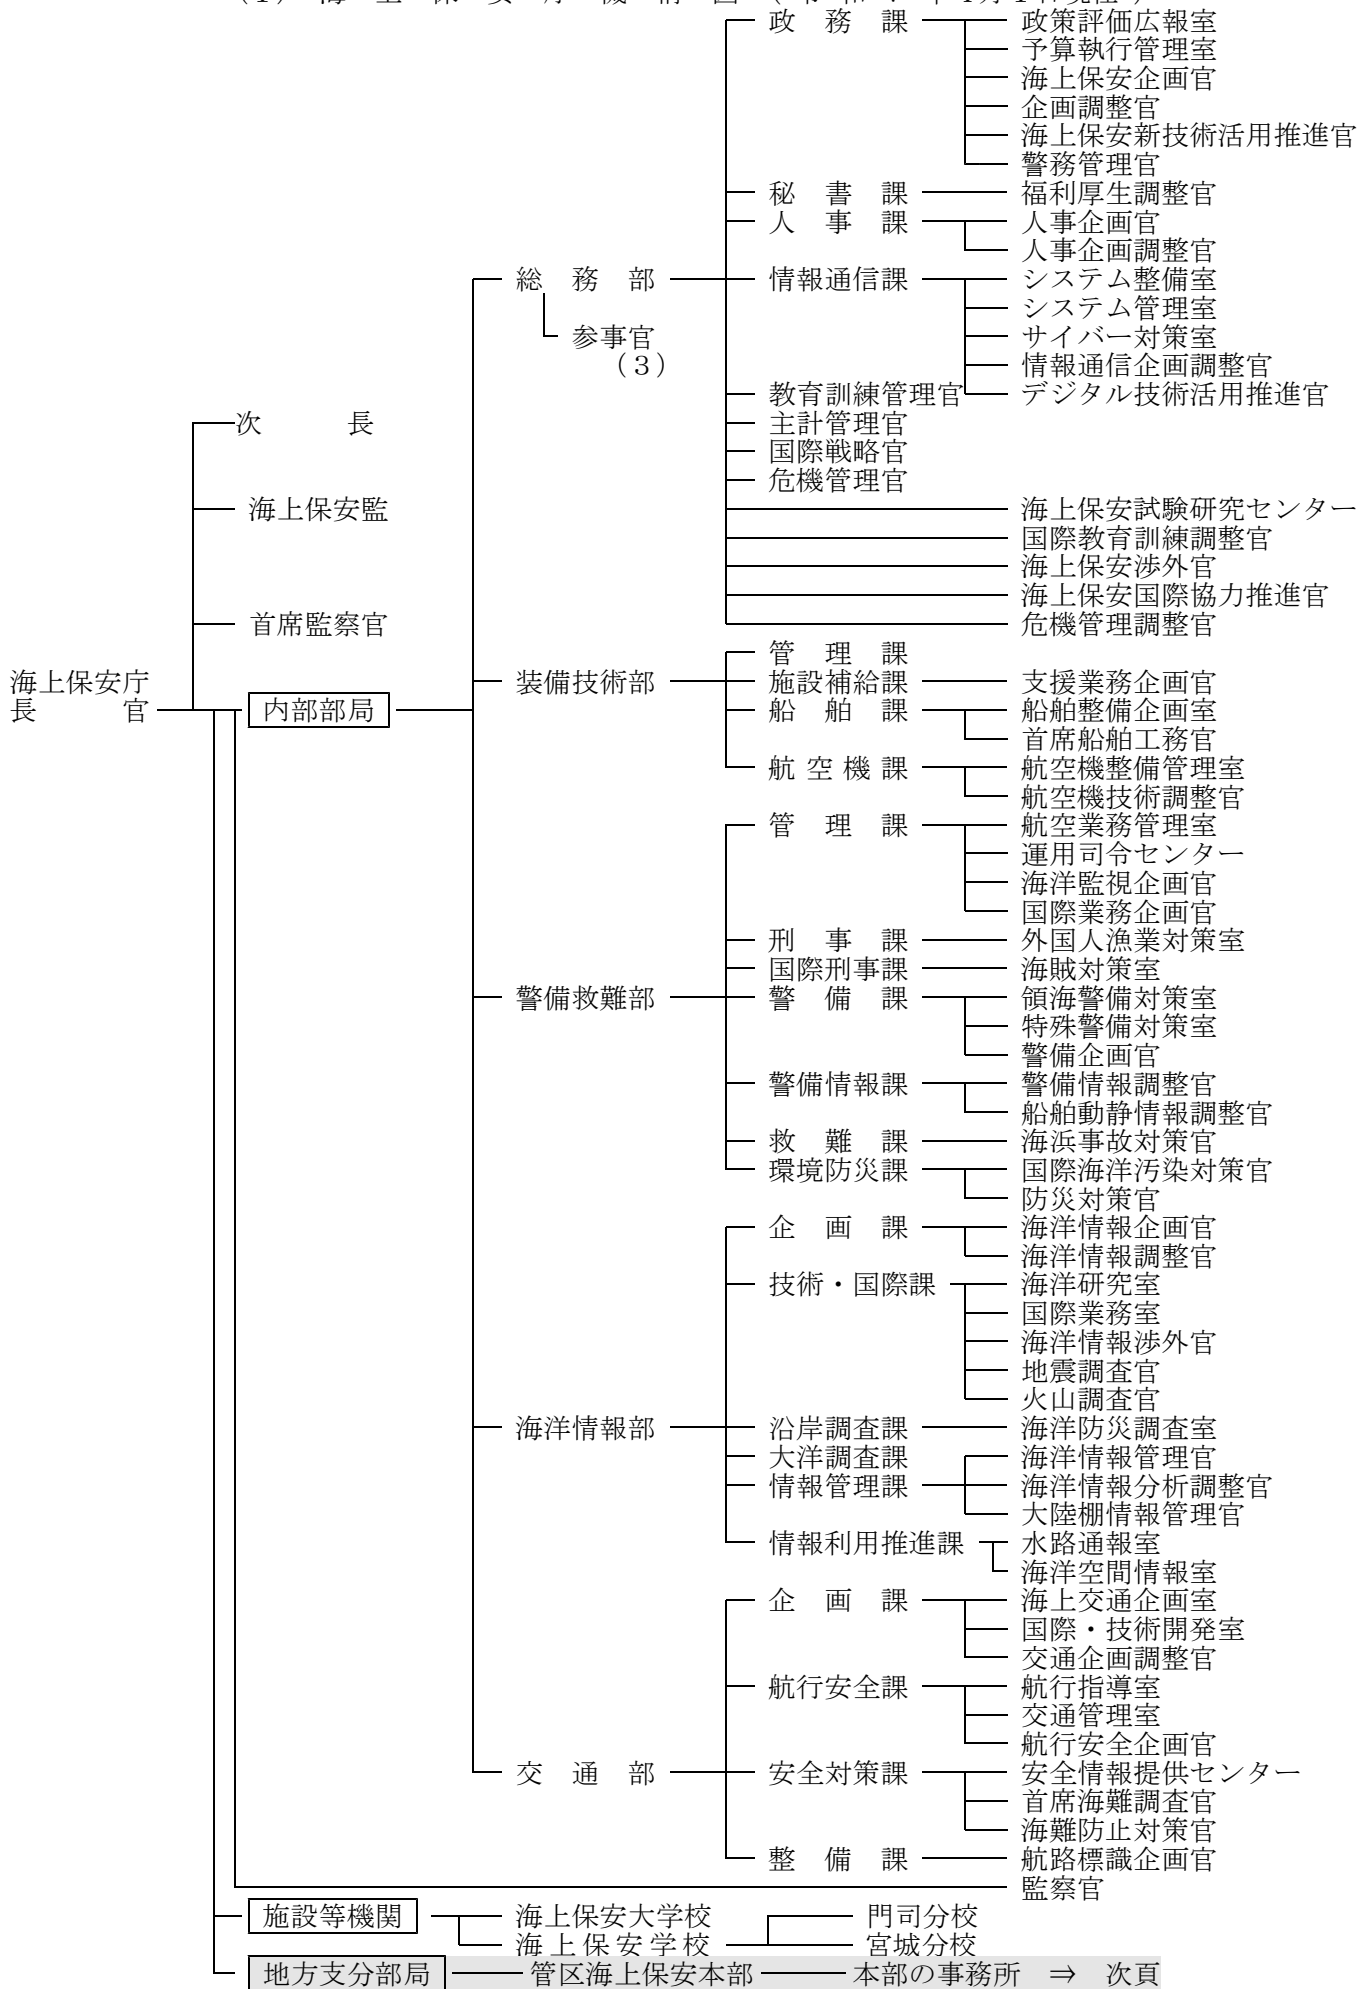 （１） 海 上 保 安 庁 機 構 図
政　務　課　政策評価広報室
予算執行管理室
海上保安企画官
企画調整官
海上保安新技術活用推進官
警務管理官
秘　書　課　福利厚生調整官
人　事　課　人事企画官
人事企画調整官
総　務　部　情報通信課　システム整備室
システム管理室
参事官　サイバー対策室
（３）　情報通信企画調整官
教育訓練管理官　デジタル技術活用推進官
次　　　長　主計管理官
国際戦略官
危機管理官
海上保安監　海上保安試験研究センター
国際教育訓練調整官
海上保安渉外官
海上保安国際協力推進官
首席監察官　危機管理調整官
管　理　課
海上保安庁　装備技術部　施設補給課　支援業務企画官
長　　　　官　内部部局　船　舶　課　船舶整備企画室
首席船舶工務官
航 空 機 課　航空機整備管理室
航空機技術調整官
管　理　課　航空業務管理室
運用司令センター
海洋監視企画官
国際業務企画官
刑　事　課　外国人漁業対策室
国際刑事課　海賊対策室
警備救難部　警　備　課　領海警備対策室
特殊警備対策室
警備企画官
警備情報課　警備情報調整官
船舶動静情報調整官
救　難　課　海浜事故対策官
環境防災課　国際海洋汚染対策官
防災対策官
企　画　課　海洋情報企画官
海洋情報調整官
技術・国際課　海洋研究室
国際業務室
海洋情報渉外官
地震調査官
火山調査官
海洋情報部　沿岸調査課　海洋防災調査室
大洋調査課　海洋情報管理官
情報管理課　海洋情報分析調整官
大陸棚情報管理官
情報利用推進課　水路通報室
海洋空間情報室
企　画　課　海上交通企画室
国際・技術開発室
交通企画調整官
航行安全課　航行指導室
交通管理室
航行安全企画官
交　通　部　安全対策課　安全情報提供センター
首席海難調査官
海難防止対策官
整　備　課　航路標識企画官
監察官
施設等機関　海上保安大学校　門司分校
海 上 保 安 学 校　宮城分校
地方支分部局　管区海上保安本部　本部の事務所　⇒　次頁